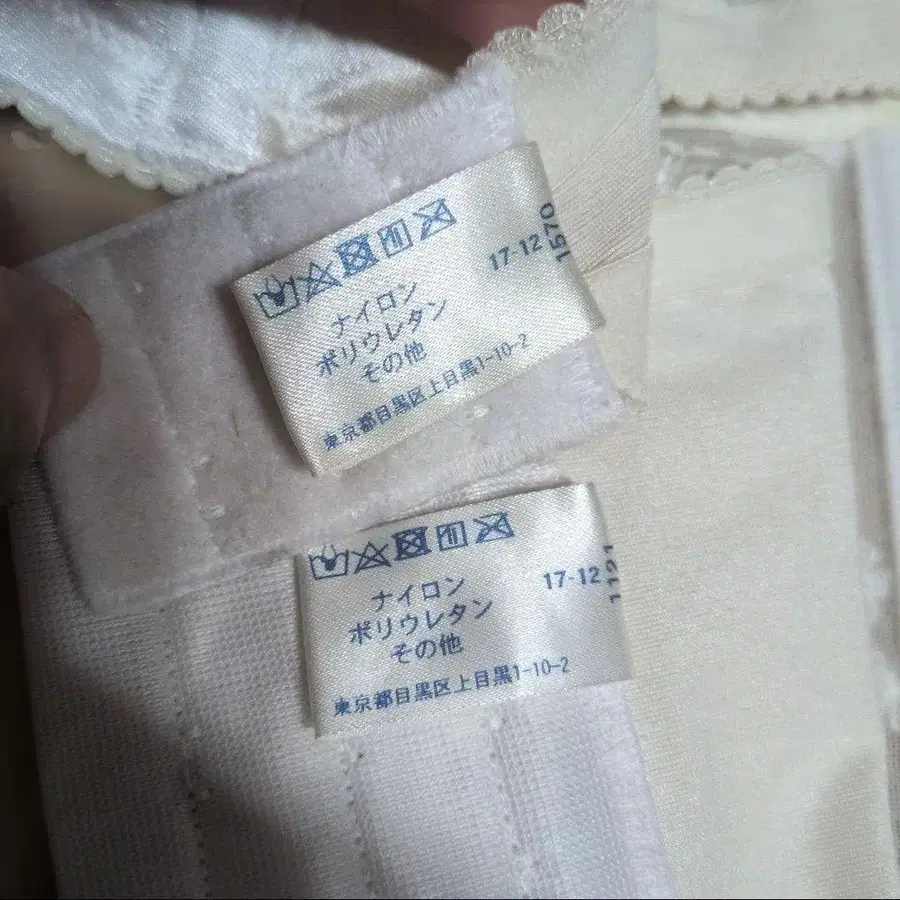 17-12
1570
ナイロン
ポリウレタン
その他
東京都目黒区上目黒1-10-2
17-12
1121
ナイロン
ポリウレタン
その他
東京都目黒区上目黒1-10-2